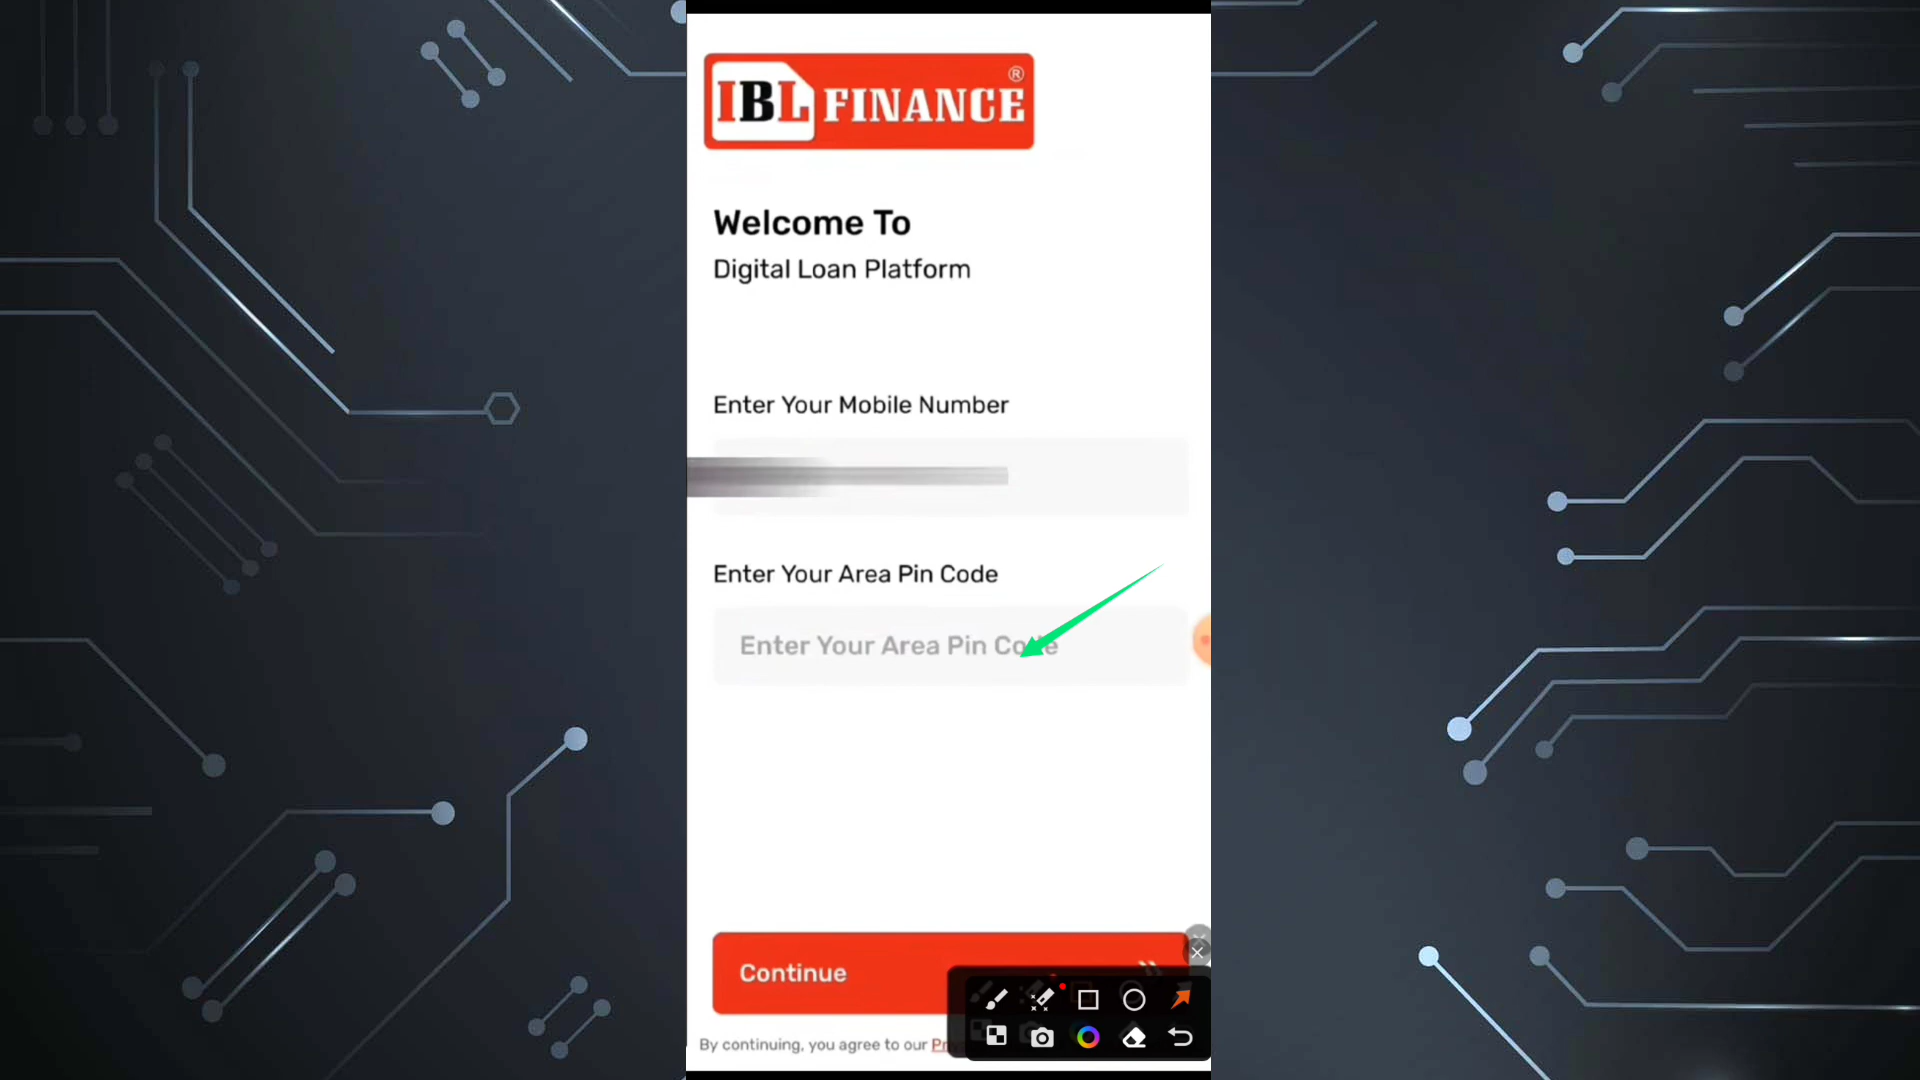 IBL FINANCE ®
Welcome To
Digital Loan Platform
Enter Your Mobile Number
Enter Your Area Pin Code
Enter Your Area Pin Code
Continue
By continuing, you agree to our